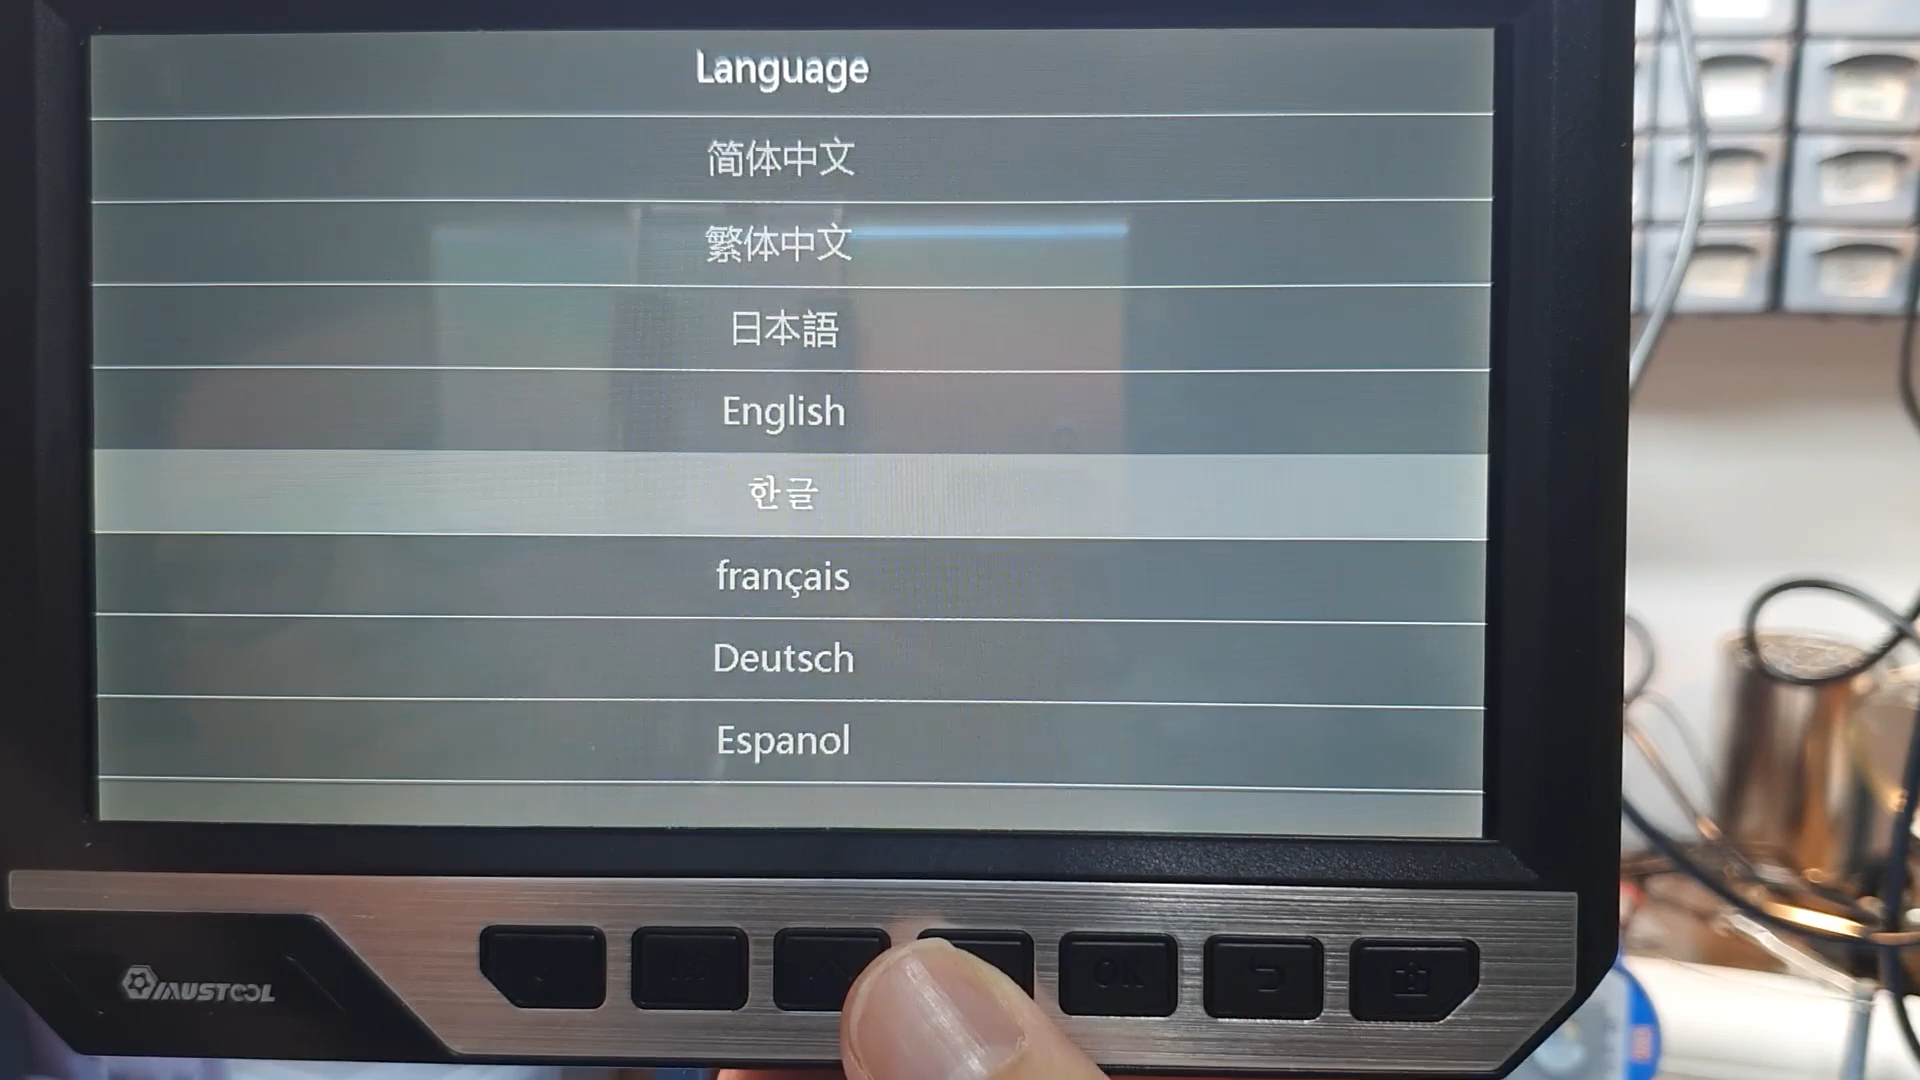 Language
简体中文
繁体中文
日本語
English
한글
français
Deutsch
Espanol
MUSTOOL
OK